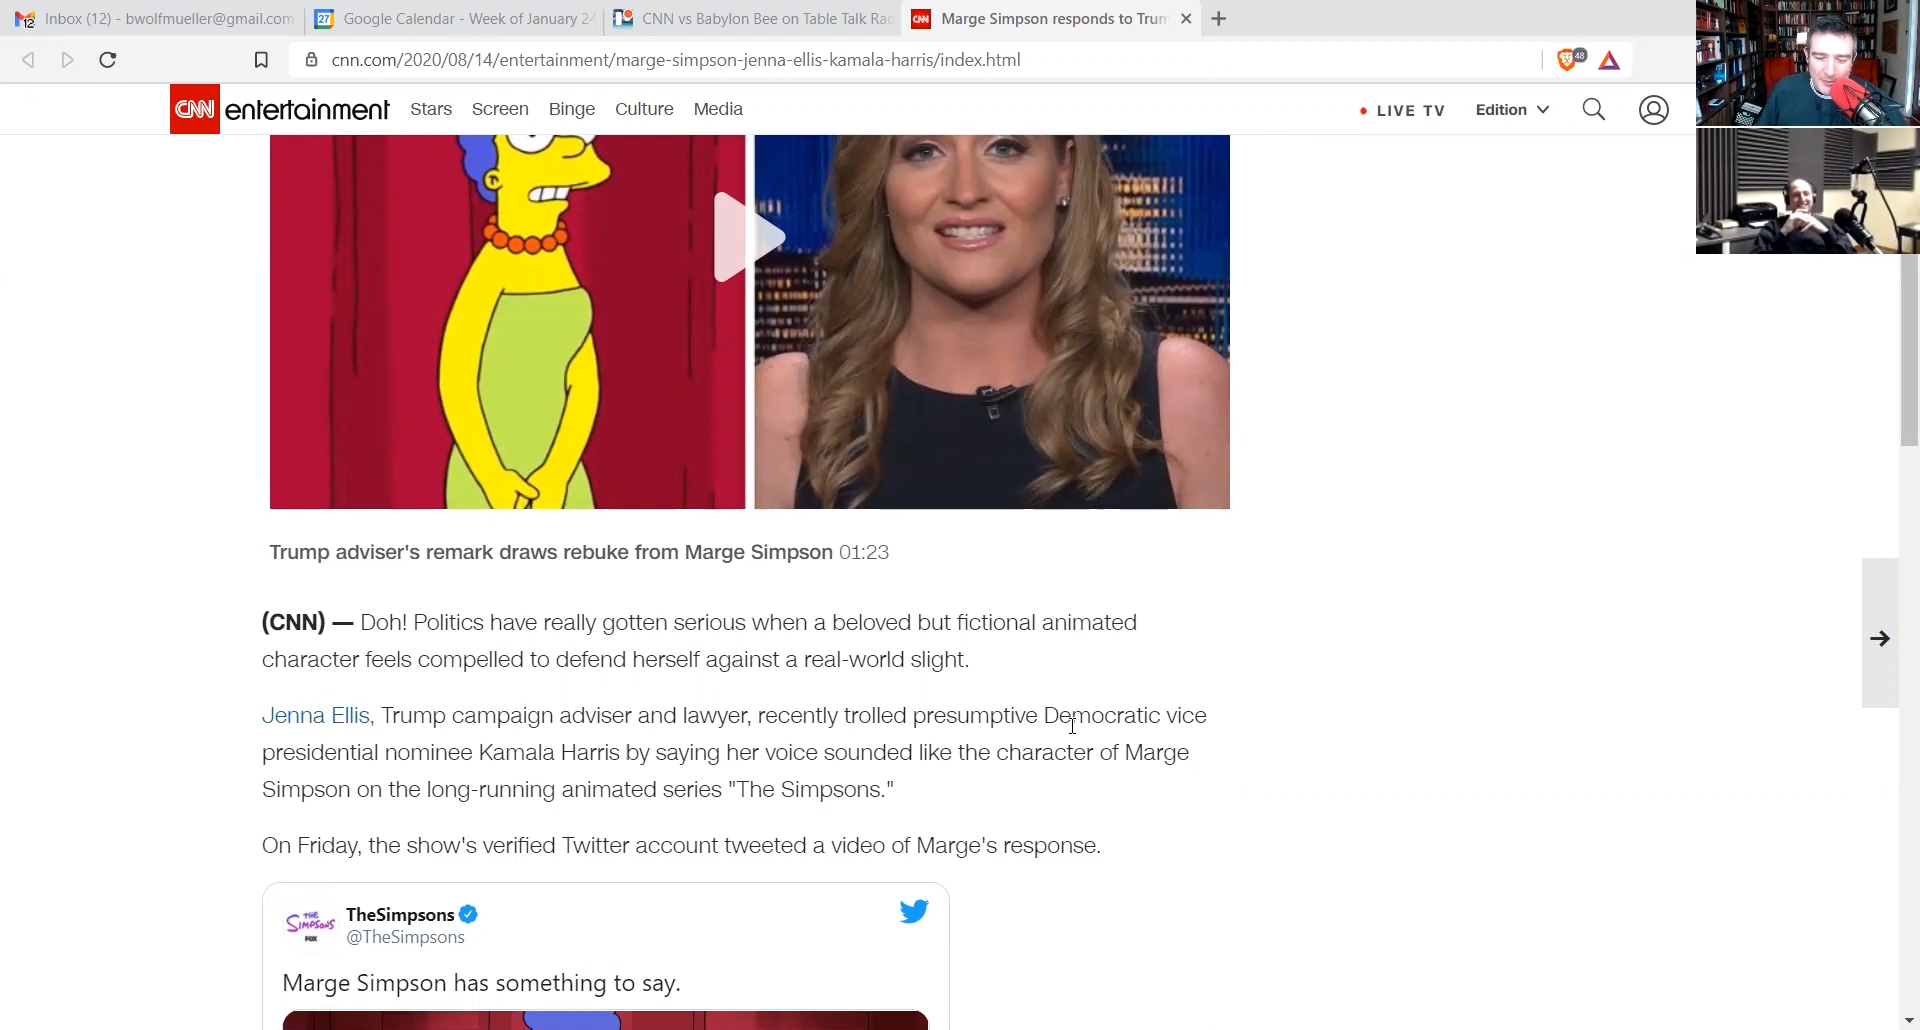 Inbox (12) - bwolfmueller@gmail.com
Google Calendar - Week of January 24
CNN vs Babylon Bee on Table Talk Rad
Marge Simpson responds to Trum
cnn.com/2020/08/14/entertainment/marge-simpson-jenna-ellis-kamala-harris/index.html
48
CNN entertainment Stars Screen Binge Culture Media
LIVE TV Edition
Trump adviser's remark draws rebuke from Marge Simpson 01:23
(CNN) — Doh! Politics have really gotten serious when a beloved but fictional animated
character feels compelled to defend herself against a real-world slight.
Jenna Ellis, Trump campaign adviser and lawyer, recently trolled presumptive Democratic vice
presidential nominee Kamala Harris by saying her voice sounded like the character of Marge
Simpson on the long-running animated series "The Simpsons."
On Friday, the show's verified Twitter account tweeted a video of Marge's response.
THE SIMPSONS FOX
TheSimpsons
@TheSimpsons
Marge Simpson has something to say.